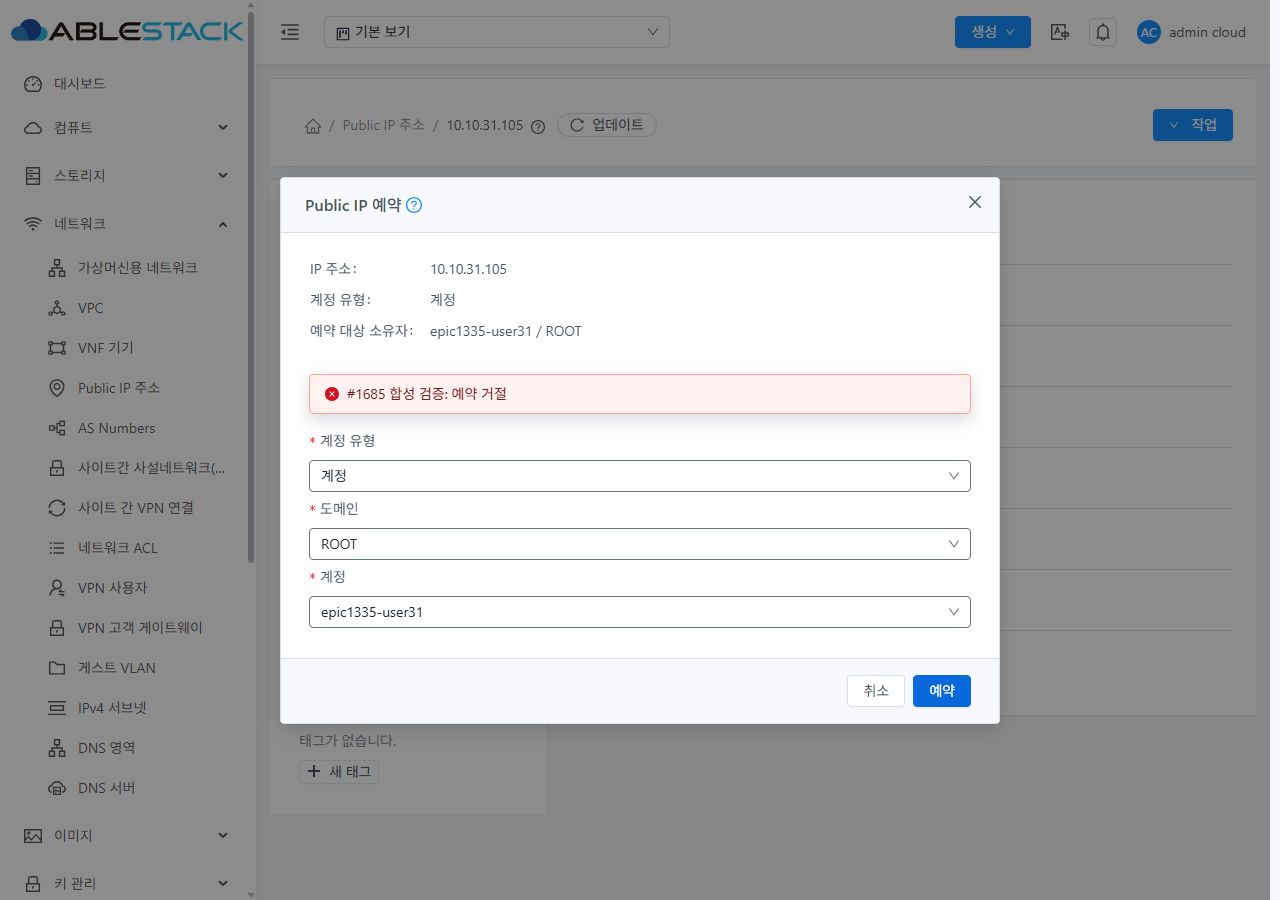 ABLESTACK
기본 보기
생성
AC
admin cloud
대시보드
컴퓨트
스토리지
네트워크
가상머신용 네트워크
VPC
VNF 기기
Public IP 주소
AS Numbers
사이트간 사설네트워크(...
사이트 간 VPN 연결
네트워크 ACL
VPN 사용자
VPN 고객 게이트웨이
게스트 VLAN
IPv4 서브넷
DNS 영역
DNS 서버
이미지
키 관리
/ Public IP 주소 / 10.10.31.105
업데이트
작업
Public IP 예약
IP 주소: 10.10.31.105
계정 유형: 계정
예약 대상 소유자: epic1335-user31 / ROOT
#1685 합성 검증: 예약 거절
* 계정 유형
계정
* 도메인
ROOT
* 계정
epic1335-user31
취소
예약
태그가 없습니다.
+ 새 태그